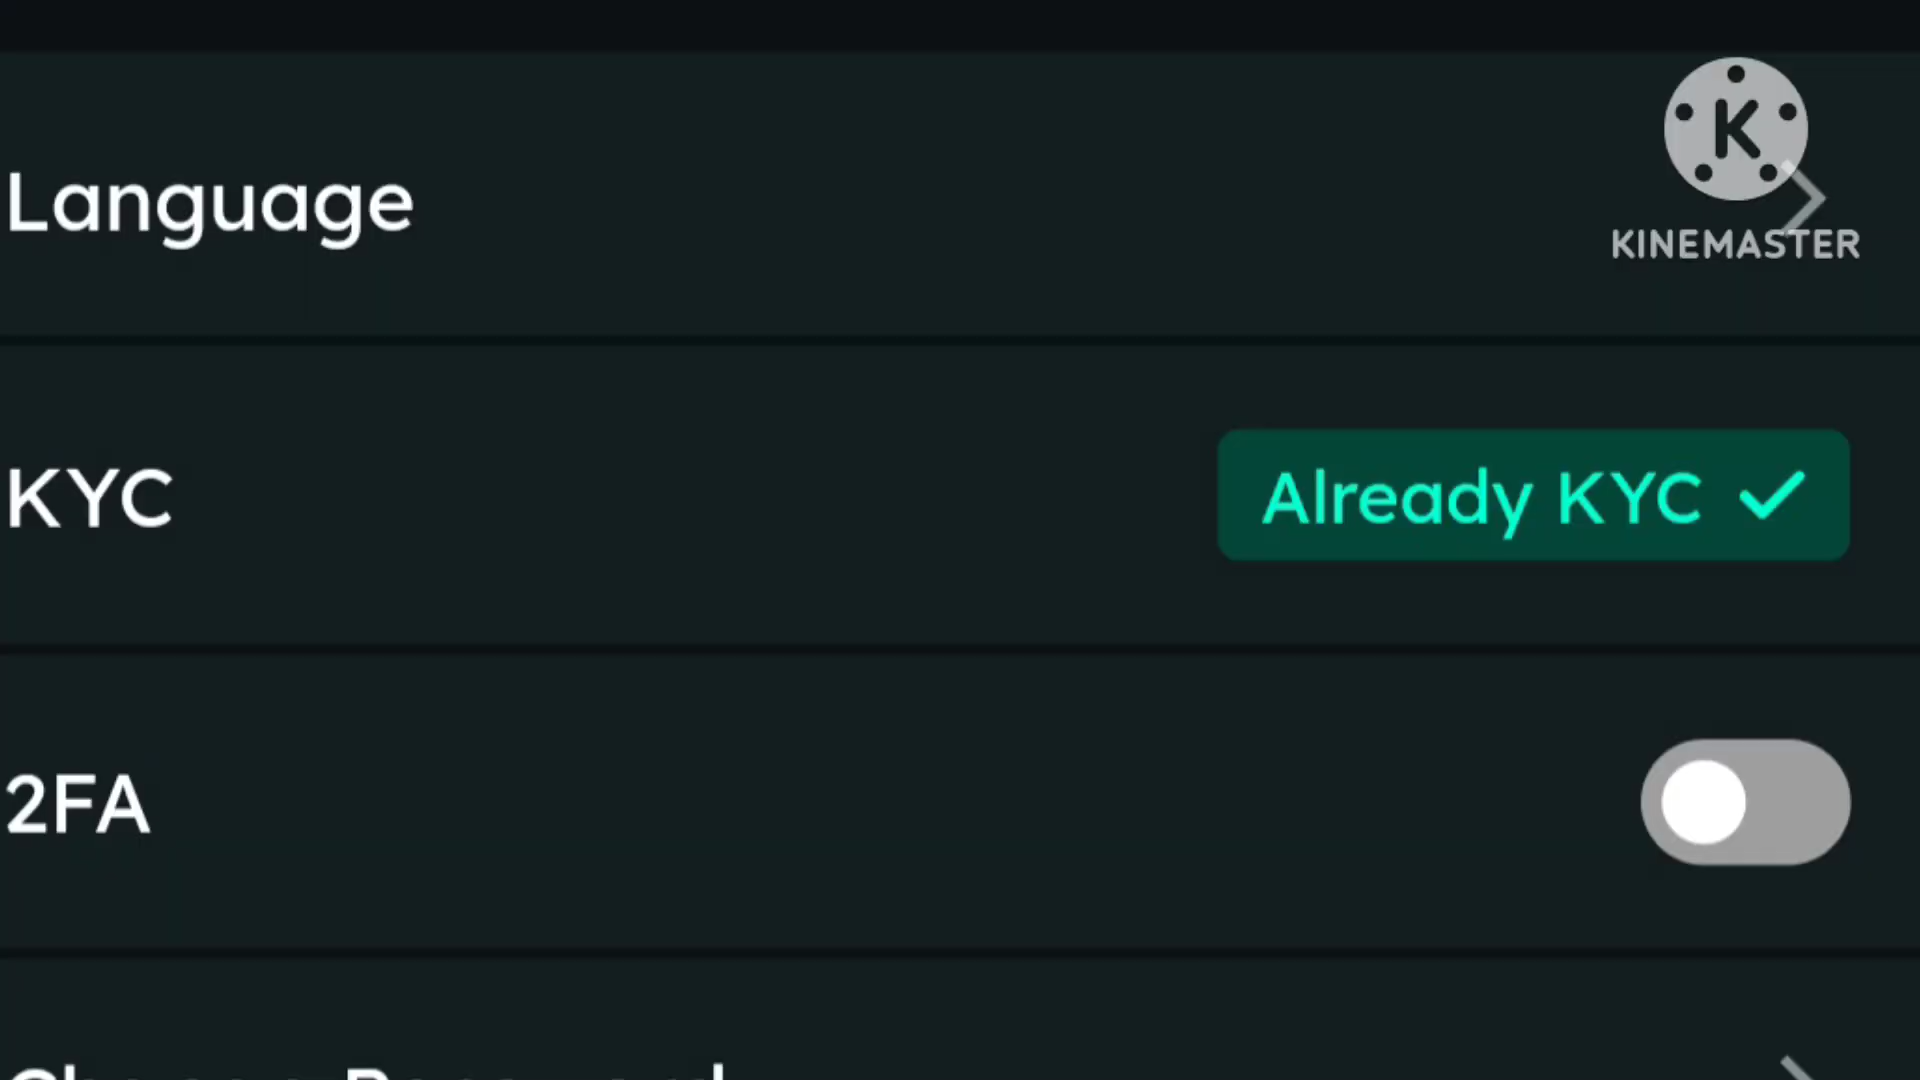 K
Language
KINEMASTER
KYC
Already KYC
2FA